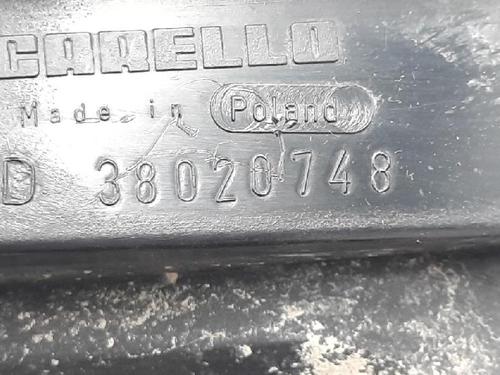 CARELLO
Made in Poland
D 38020748